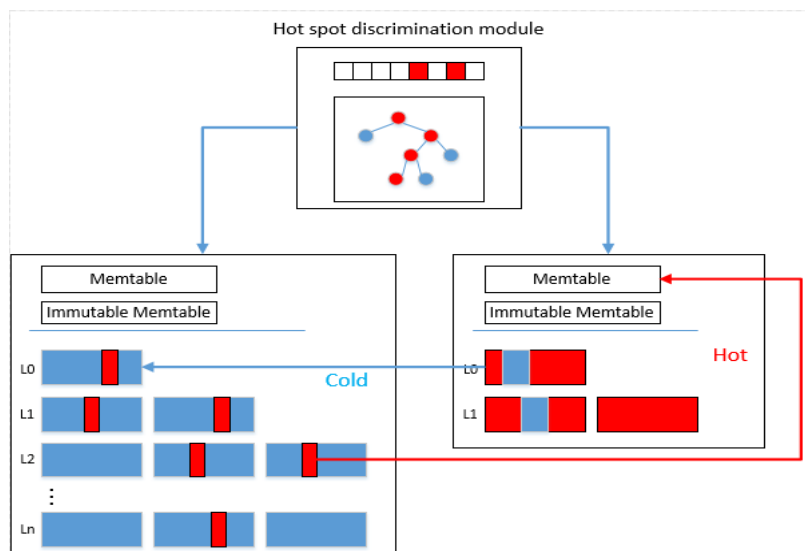 Hot spot discrimination module
Memtable
Immutable Memtable
L0
L1
L2
⋮
Ln
Cold
Memtable
Immutable Memtable
L0
L1
Hot